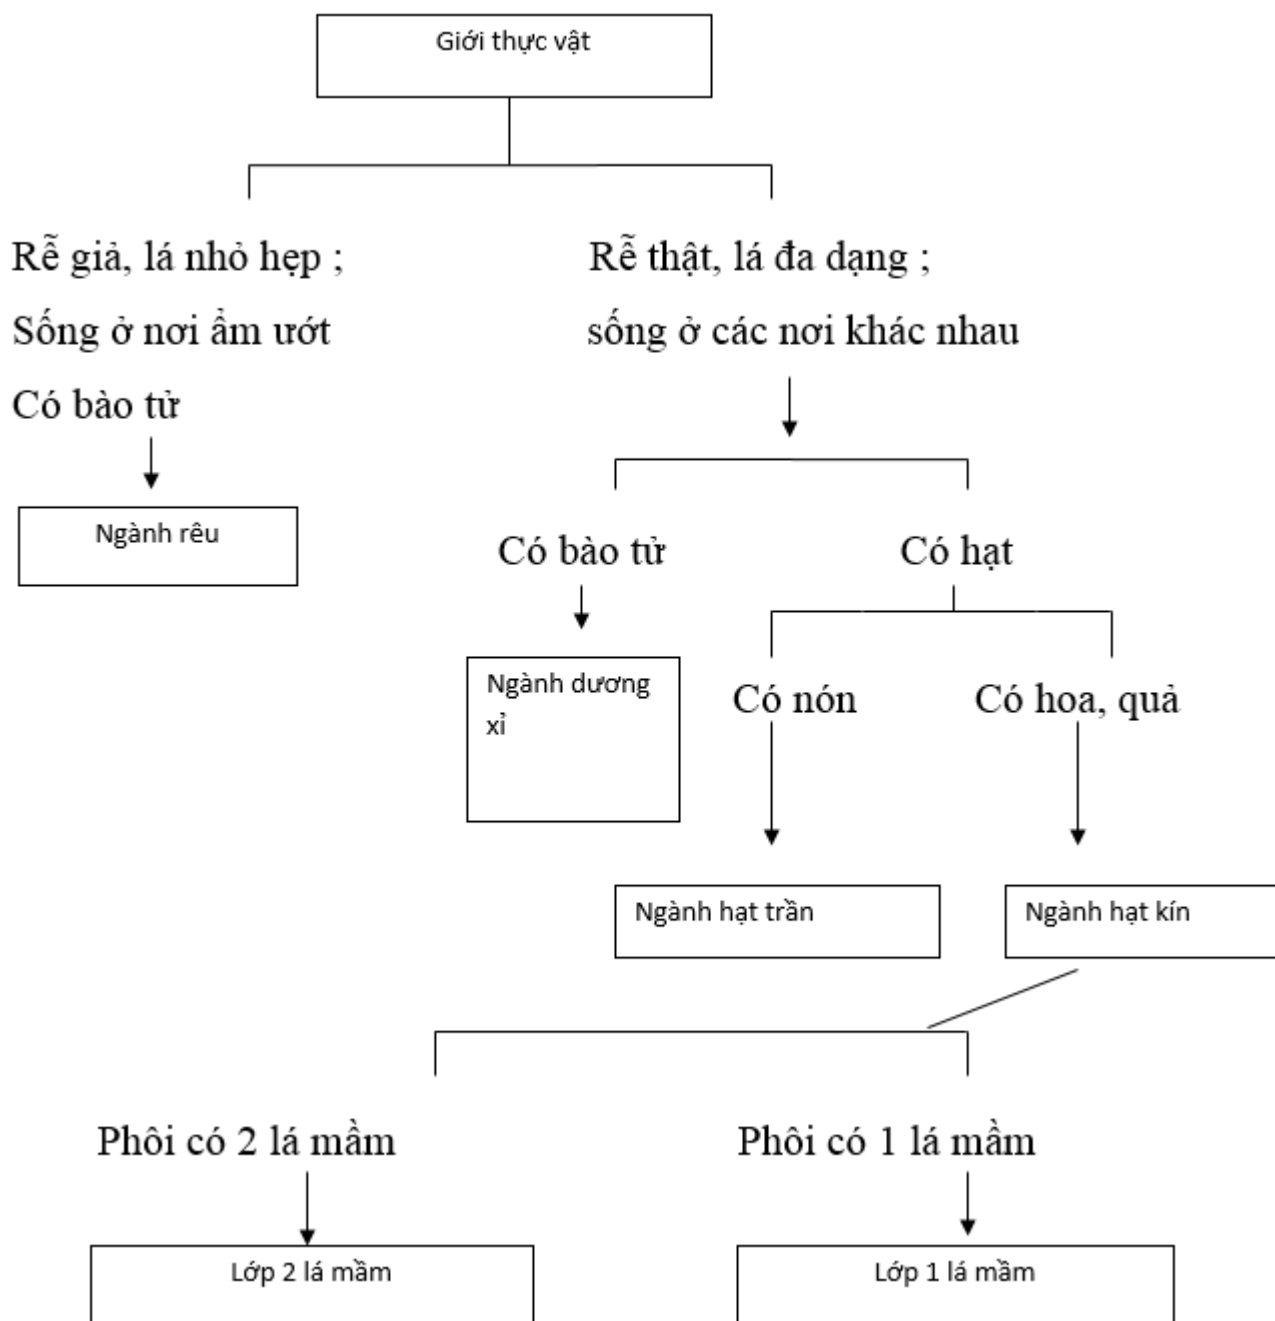 Giới thực vật
Rễ giả, lá nhỏ hẹp ;
Sống ở nơi ẩm ướt
Có bào tử
Rễ thật, lá đa dạng ;
sống ở các nơi khác nhau
Ngành rêu
Có bào tử
Có hạt
Ngành dương
xỉ
Có nón
Có hoa, quả
Ngành hạt trần
Ngành hạt kín
Phôi có 2 lá mầm
Phôi có 1 lá mầm
Lớp 2 lá mầm
Lớp 1 lá mầm